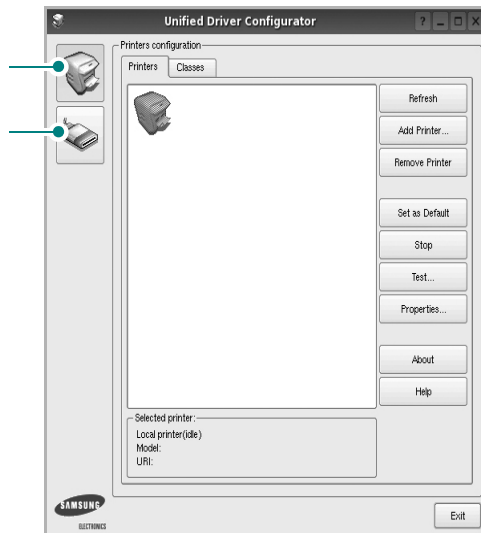 Unified Driver Configurator
Printers configuration
Printers Classes
Refresh
Add Printer...
Remove Printer
Set as Default
Stop
Test...
Properties...
About
Help
Selected printer:
Local printer(idle)
Model:
URI:
SAMSUNG
ELECTRONICS
Exit